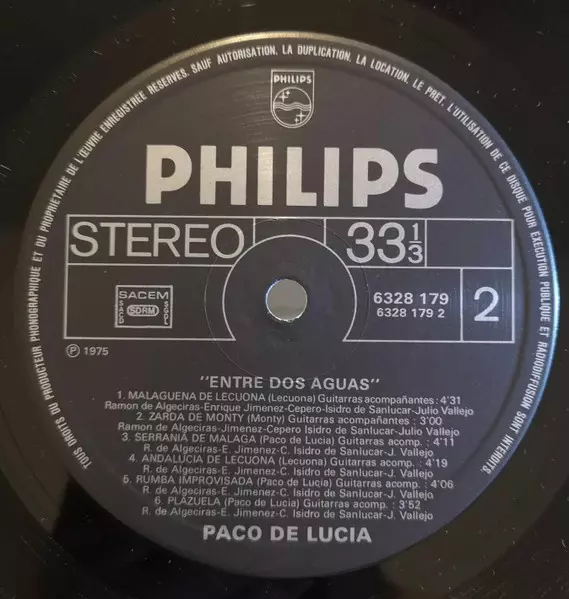 TOUS DROITS DU PRODUCTEUR PHONOGRAPHIQUE ET DU PROPRIETAIRE DE L'ŒUVRE ENREGISTREE RESERVES. SAUF AUTORISATION, LA DUPLICATION, LA LOCATION, LE PRET, L'UTILISATION DE CE DISQUE POUR EXECUTION PUBLIQUE ET RADIODIFFUSION SONT INTERDITS
PHILIPS
PHILIPS
STEREO 33 1/3
SACEM
SACD SDRM SGDL
6328 179
6328 179 2
2
Ⓟ 1975
"ENTRE DOS AGUAS"
1. MALAGUENA DE LECUONA (Lecuona) Guitarras acompañantes : 4'31
Ramon de Algeciras-Enrique Jimenez-Cepero-Isidro de Sanlucar-Julio Vallejo
2. ZARDA DE MONTY (Monty) Guitarras acompañantes : 3'00
Ramon de Algeciras-E. Jimenez-Cepero Isidro de Sanlucar-Julio Vallejo
3. SERRANIA DE MALAGA (Paco de Lucia) Guitarras acomp. : 4'11
R. de Algeciras-E. Jimenez-C. Isidro de Sanlucar-J. Vallejo
4. ANDALUCIA DE LECUONA (Lecuona) Guitarras acomp. : 4'19
R. de Algeciras-E. Jimenez-C. Isidro de Sanlucar-J. Vallejo
5. RUMBA IMPROVISADA (Paco de Lucia) Guitarras acomp. : 4'06
R. de Algeciras-E. Jimenez-C. Isidro de Sanlucar-J. Vallejo
6. PLAZUELA (Paco de Lucia) Guitarras acomp. : 3'52
R. de Algeciras-E. Jimenez-C. Isidro de Sanlucar-J. Vallejo
PACO DE LUCIA